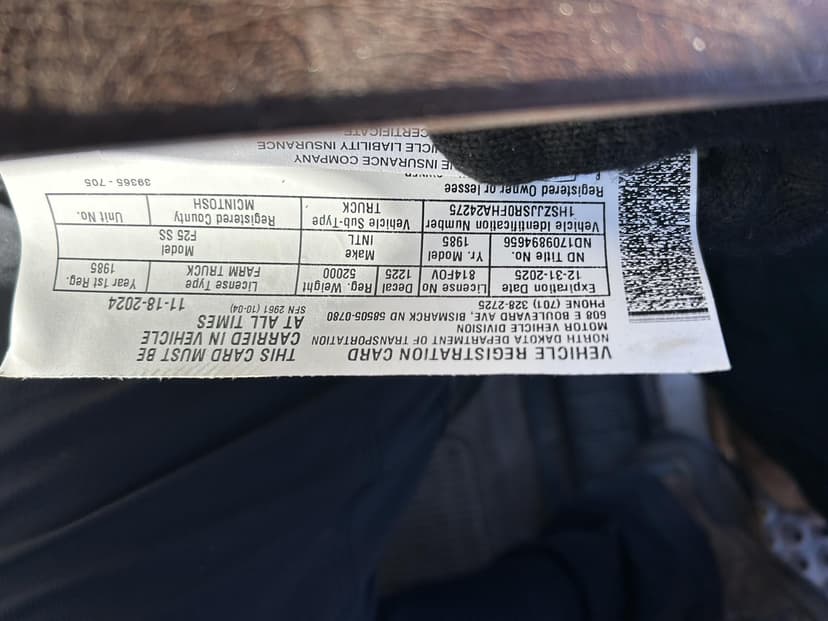 VEHICLE REGISTRATION CARD
NORTH DAKOTA DEPARTMENT OF TRANSPORTATION
MOTOR VEHICLE DIVISION
608 E BOULEVARD AVE, BISMARCK ND 58505-0780
PHONE (701) 328-2725
THIS CARD MUST BE
CARRIED IN VEHICLE
AT ALL TIMES
SFN 2961 (10-04)
11-18-2024
Expiration Date License No Decal Reg. Weight License Type Year 1st Reg.
12-31-2025 814FOV 1225 52000 FARM TRUCK 1985
ND Title No. Yr. Model Make Model
ND1709894656 1985 INTL F25 SS
Vehicle Identification Number Vehicle Sub-Type Registered County Unit No.
1HSZJJSR0FHA24275 TRUCK MCINTOSH
Registered Owner or lessee
39365 - 705
INSURANCE COMPANY
LIABILITY INSURANCE
CERTIFICATE